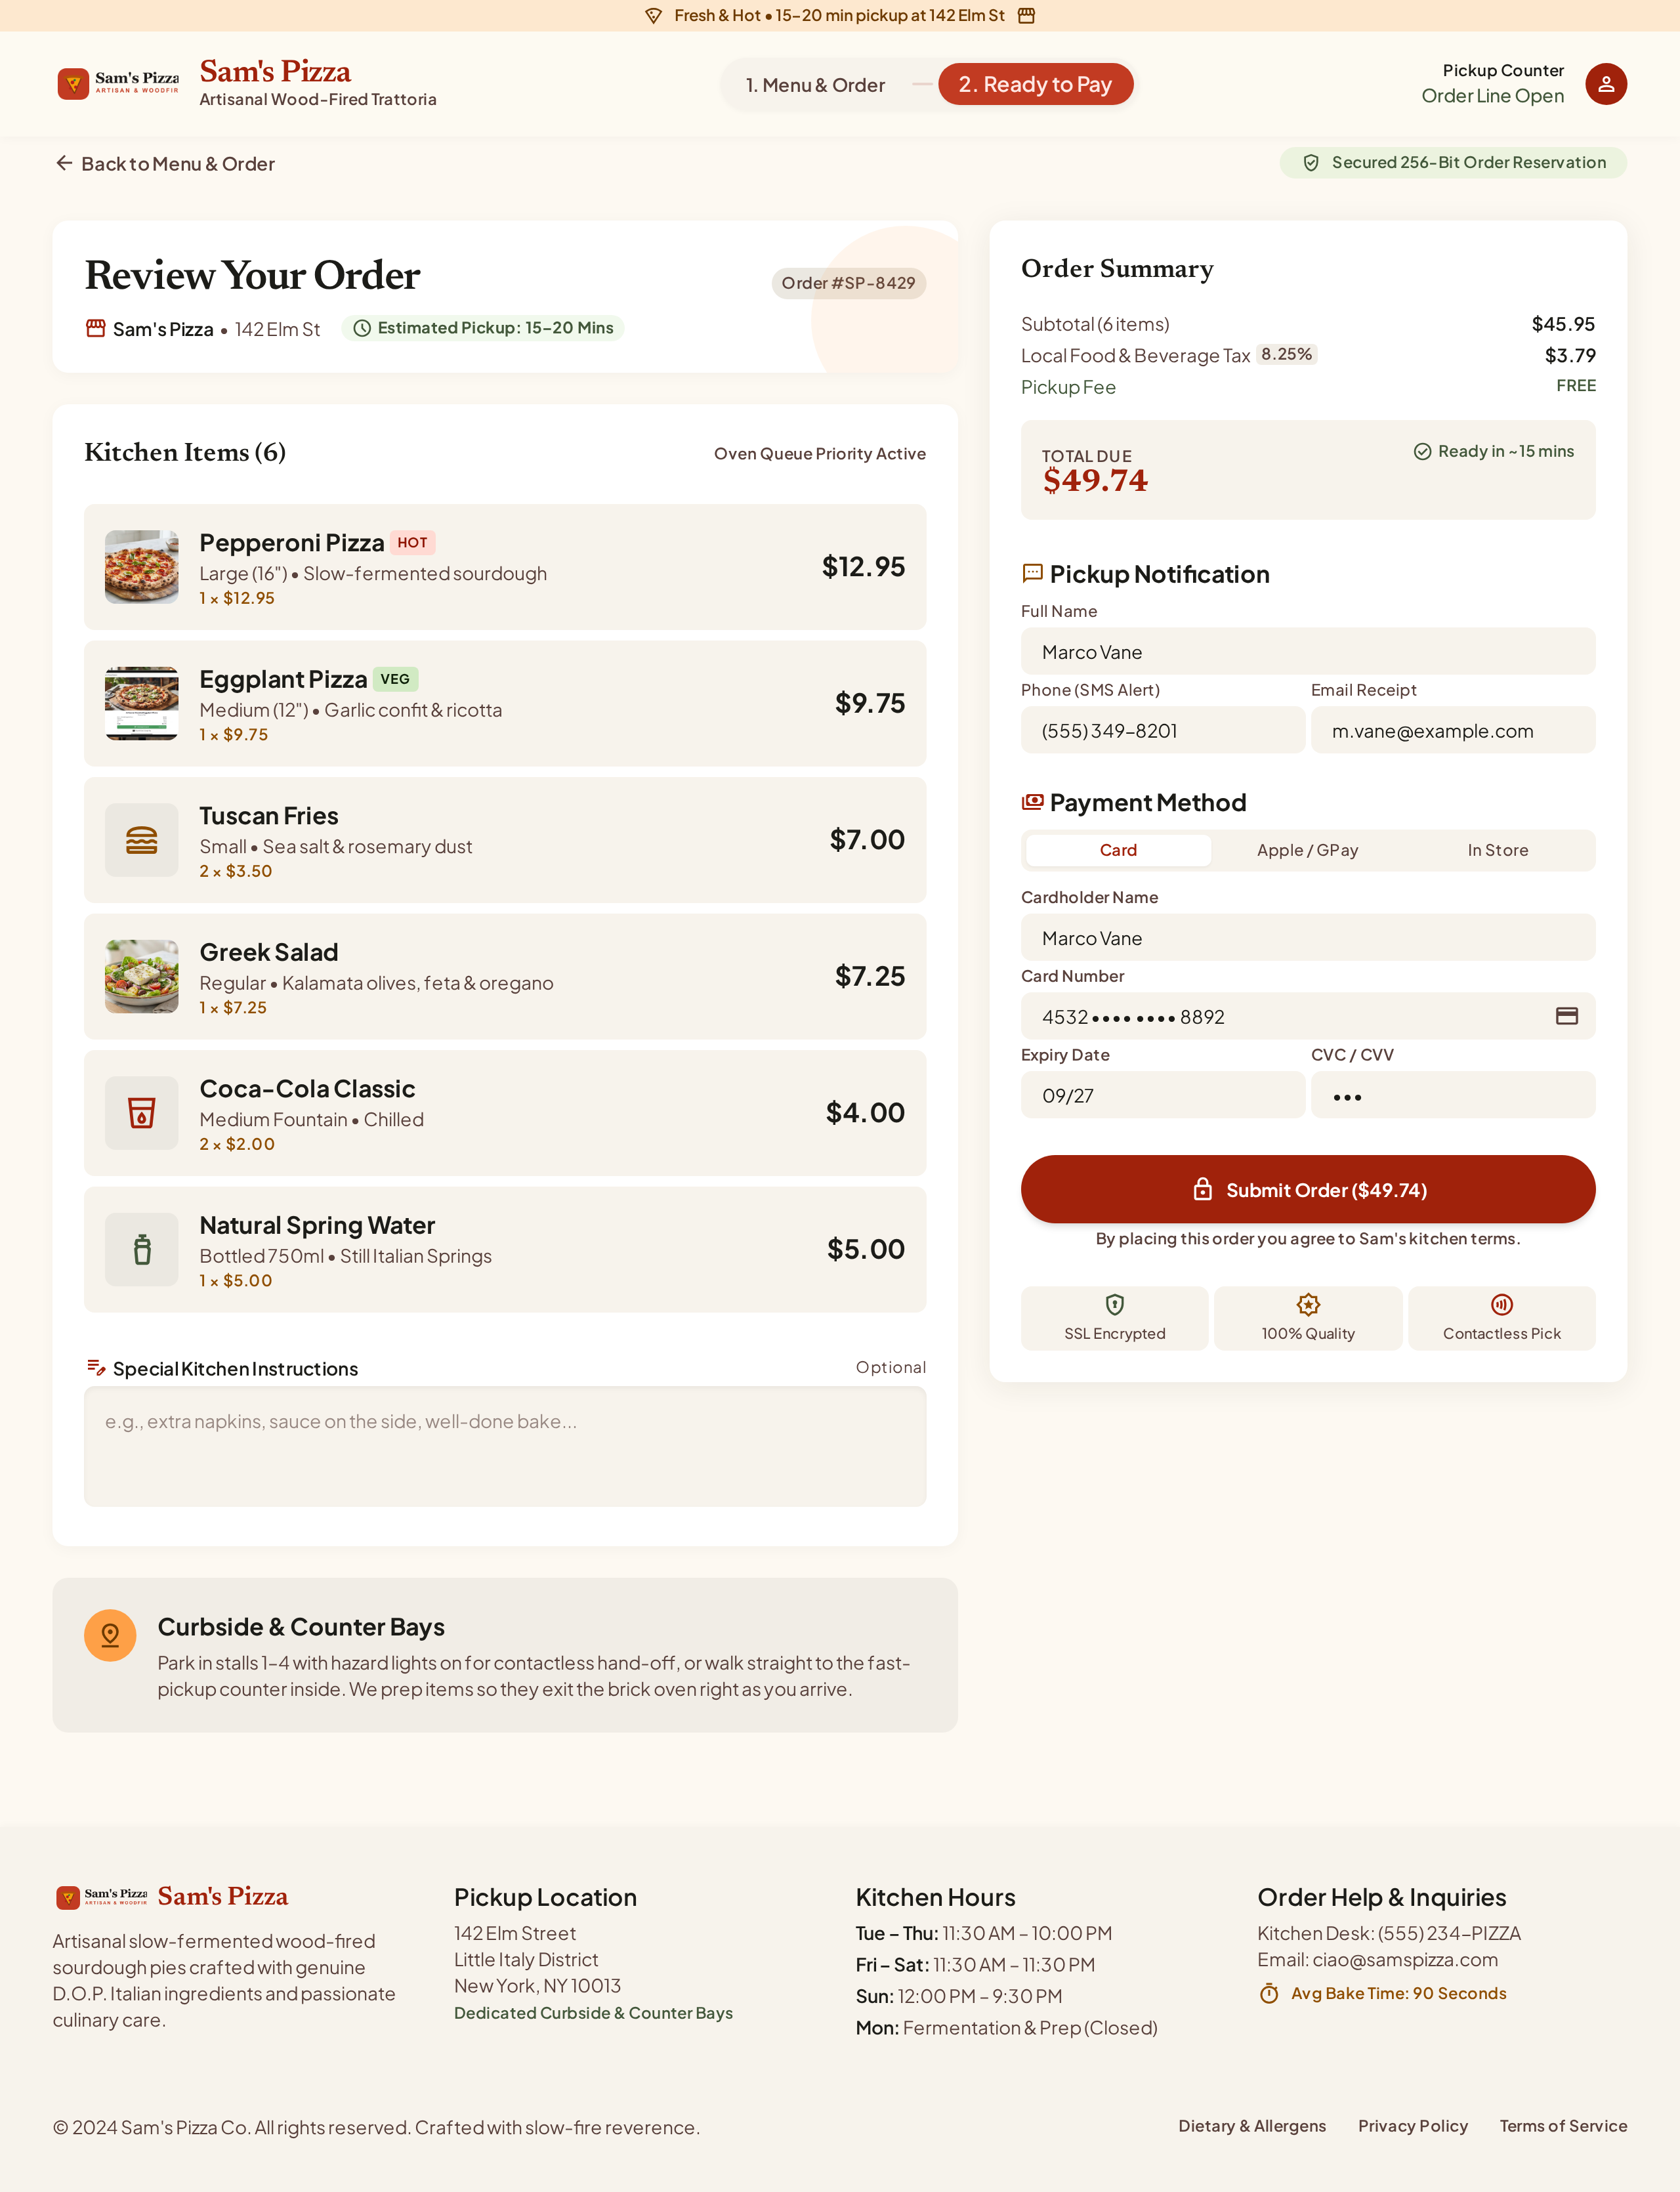 Fresh & Hot • 15–20 min pickup at 142 Elm St
Sam's Pizza
ARTISAN & WOODFIR
Sam's Pizza
Artisanal Wood-Fired Trattoria
1. Menu & Order
2. Ready to Pay
Pickup Counter
Order Line Open
Back to Menu & Order
Secured 256-Bit Order Reservation
Review Your Order
Order #SP-8429
Sam's Pizza • 142 Elm St
Estimated Pickup: 15–20 Mins
Kitchen Items (6)
Oven Queue Priority Active
Pepperoni Pizza HOT
Large (16") • Slow-fermented sourdough
1 × $12.95
$12.95
Eggplant Pizza VEG
Medium (12") • Garlic confit & ricotta
1 × $9.75
$9.75
Tuscan Fries
Small • Sea salt & rosemary dust
2 × $3.50
$7.00
Greek Salad
Regular • Kalamata olives, feta & oregano
1 × $7.25
$7.25
Coca-Cola Classic
Medium Fountain • Chilled
2 × $2.00
$4.00
Natural Spring Water
Bottled 750ml • Still Italian Springs
1 × $5.00
$5.00
Special Kitchen Instructions
Optional
e.g., extra napkins, sauce on the side, well-done bake...
Curbside & Counter Bays
Park in stalls 1–4 with hazard lights on for contactless hand-off, or walk straight to the fast-
pickup counter inside. We prep items so they exit the brick oven right as you arrive.
Order Summary
Subtotal (6 items)
$45.95
Local Food & Beverage Tax 8.25%
$3.79
Pickup Fee
FREE
TOTAL DUE
$49.74
Ready in ~15 mins
Pickup Notification
Full Name
Marco Vane
Phone (SMS Alert)
Email Receipt
(555) 349-8201
m.vane@example.com
Payment Method
Card
Apple / GPay
In Store
Cardholder Name
Marco Vane
Card Number
4532 •••• •••• 8892
Expiry Date
CVC / CVV
09/27
•••
Submit Order ($49.74)
By placing this order you agree to Sam's kitchen terms.
SSL Encrypted
100% Quality
Contactless Pick
Sam's Pizza
ARTISAN & WOODFIR
Sam's Pizza
Artisanal slow-fermented wood-fired
sourdough pies crafted with genuine
D.O.P. Italian ingredients and passionate
culinary care.
Pickup Location
142 Elm Street
Little Italy District
New York, NY 10013
Dedicated Curbside & Counter Bays
Kitchen Hours
Tue – Thu: 11:30 AM – 10:00 PM
Fri – Sat: 11:30 AM – 11:30 PM
Sun: 12:00 PM – 9:30 PM
Mon: Fermentation & Prep (Closed)
Order Help & Inquiries
Kitchen Desk: (555) 234-PIZZA
Email: ciao@samspizza.com
Avg Bake Time: 90 Seconds
© 2024 Sam's Pizza Co. All rights reserved. Crafted with slow-fire reverence.
Dietary & Allergens
Privacy Policy
Terms of Service